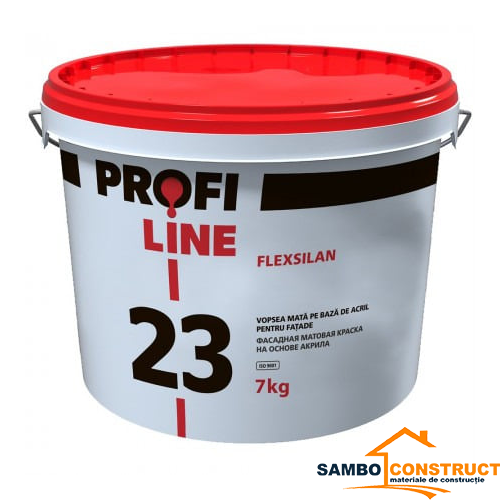 PROFI
LINE
FLEXSILAN
23
VOPSEA MATĂ PE BAZĂ DE ACRIL
PENTRU FAȚADE
ФАСАДНАЯ МАТОВАЯ КРАСКА
НА ОСНОВЕ АКРИЛА
ISO 9001
7kg
SAMBO CONSTRUCT
materiale de construcție